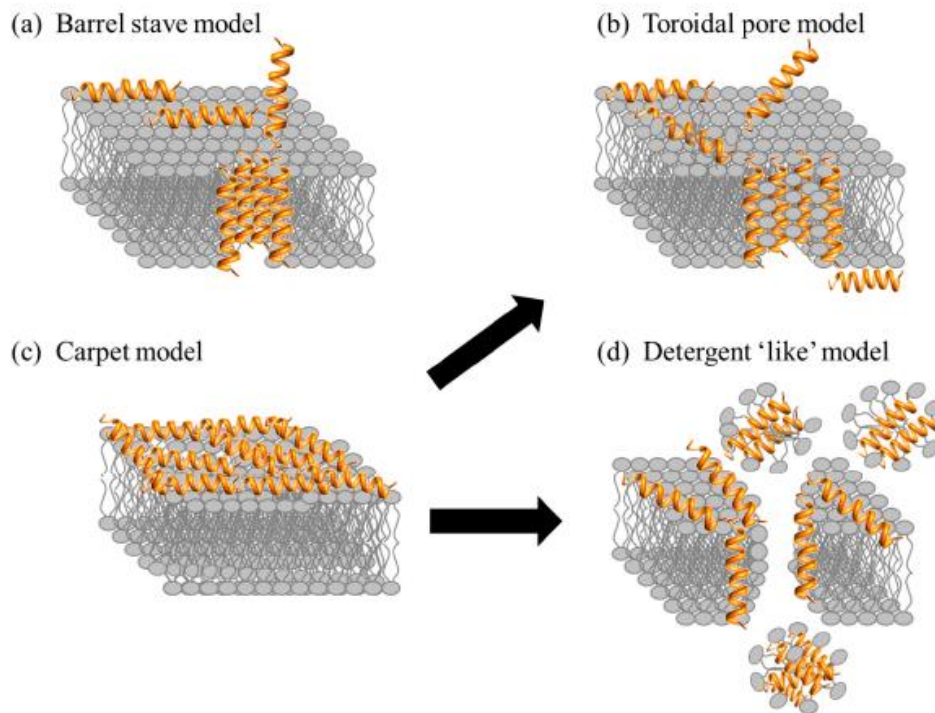 (a) Barrel stave model
(b) Toroidal pore model
(c) Carpet model
(d) Detergent ‘like’ model